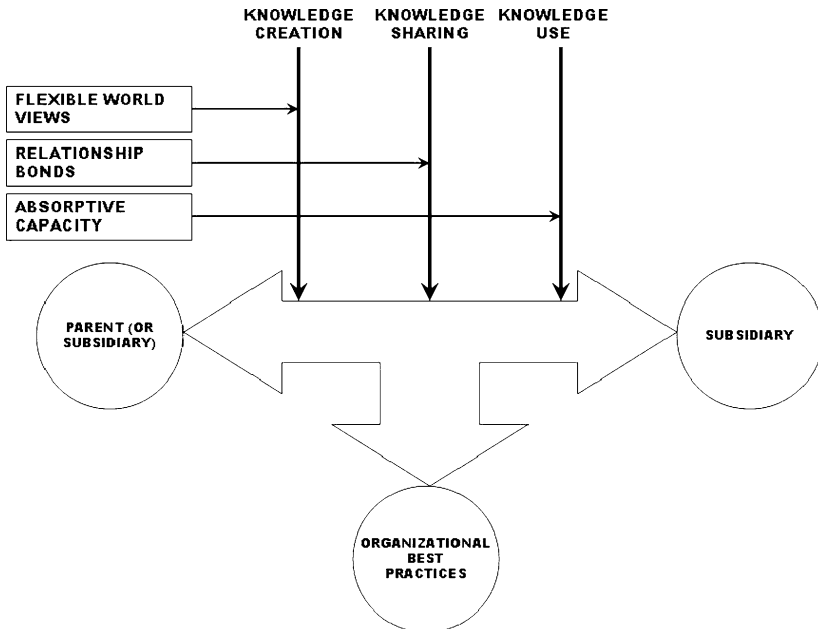 KNOWLEDGE
CREATION
KNOWLEDGE
SHARING
KNOWLEDGE
USE
FLEXIBLE WORLD
VIEWS
RELATIONSHIP
BONDS
ABSORPTIVE
CAPACITY
PARENT (OR
SUBSIDIARY)
SUBSIDIARY
ORGANIZATIONAL
BEST
PRACTICES